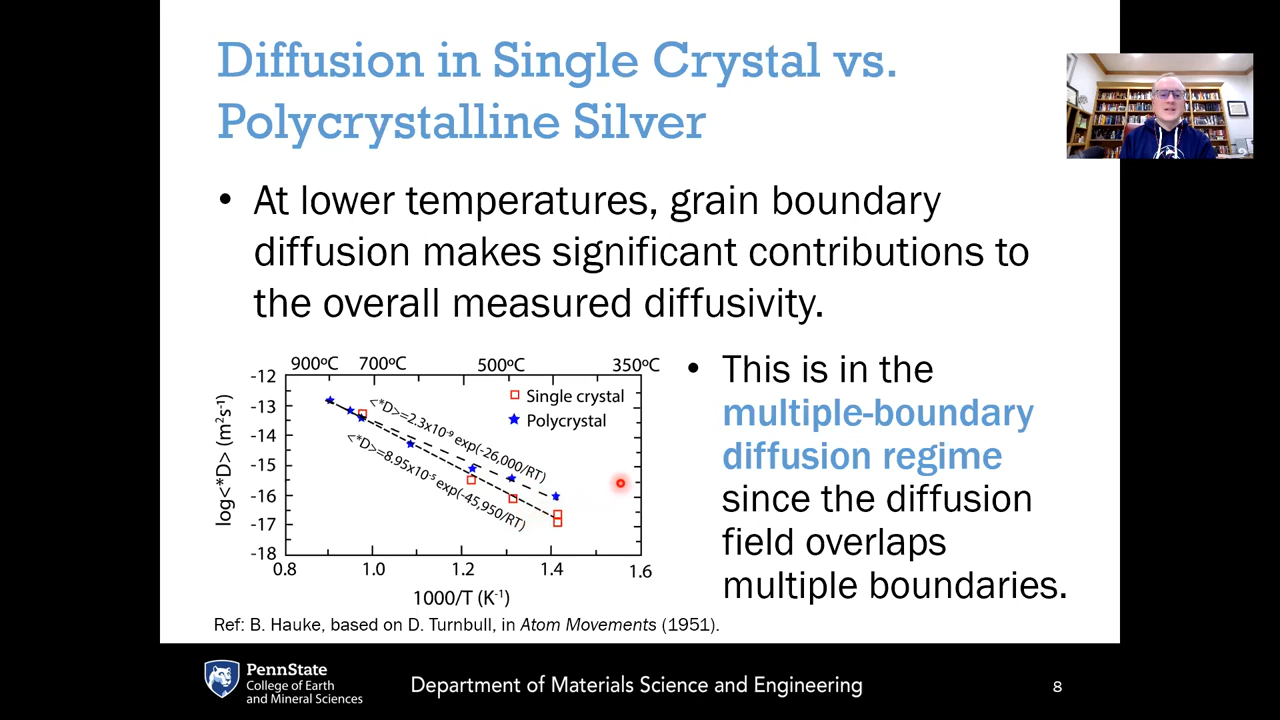 Diffusion in Single Crystal vs.
Polycrystalline Silver
• At lower temperatures, grain boundary
diffusion makes significant contributions to
the overall measured diffusivity.
900ºC 700ºC 500ºC 350ºC
-12
-13
-14
-15
-16
-17
-18
log<*D> (m²s⁻¹)
Single crystal
Polycrystal
<*D>=2.3x10⁻⁹ exp(-26,000/RT)
<*D>=8.95x10⁻⁵ exp(-45,950/RT)
0.8 1.0 1.2 1.4 1.6
1000/T (K⁻¹)
• This is in the
multiple-boundary
diffusion regime
since the diffusion
field overlaps
multiple boundaries.
Ref: B. Hauke, based on D. Turnbull, in Atom Movements (1951).
PennState
College of Earth
and Mineral Sciences
Department of Materials Science and Engineering
8